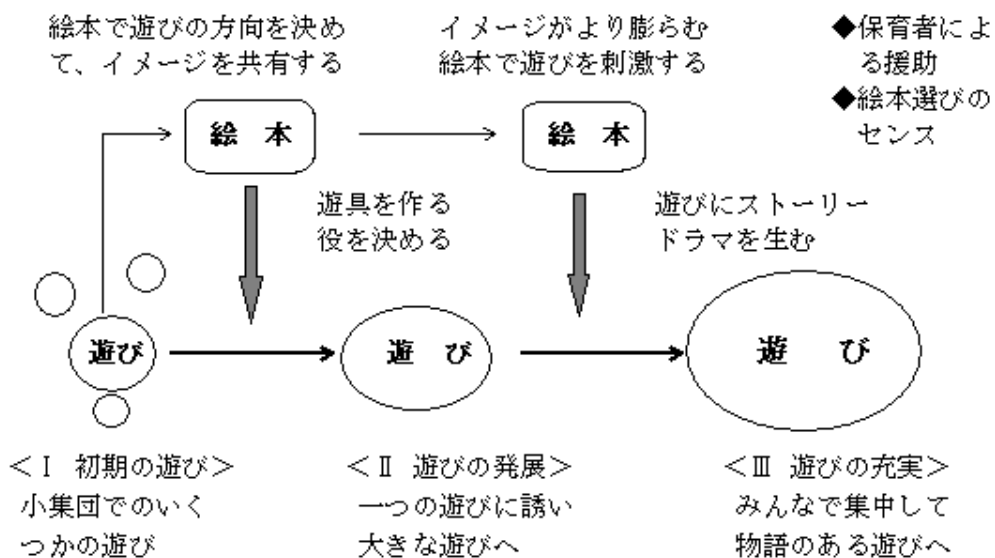 絵本で遊びの方向を決め
て、イメージを共有する
イメージがより膨らむ
絵本で遊びを刺激する
◆保育者によ
る援助
◆絵本選びの
センス
絵 本
絵 本
遊具を作る
役を決める
遊びにストーリー
ドラマを生む
遊び
遊 び
遊 び
＜Ⅰ 初期の遊び＞
小集団でのいく
つかの遊び
＜Ⅱ 遊びの発展＞
一つの遊びに誘い
大きな遊びへ
＜Ⅲ 遊びの充実＞
みんなで集中して
物語のある遊びへ